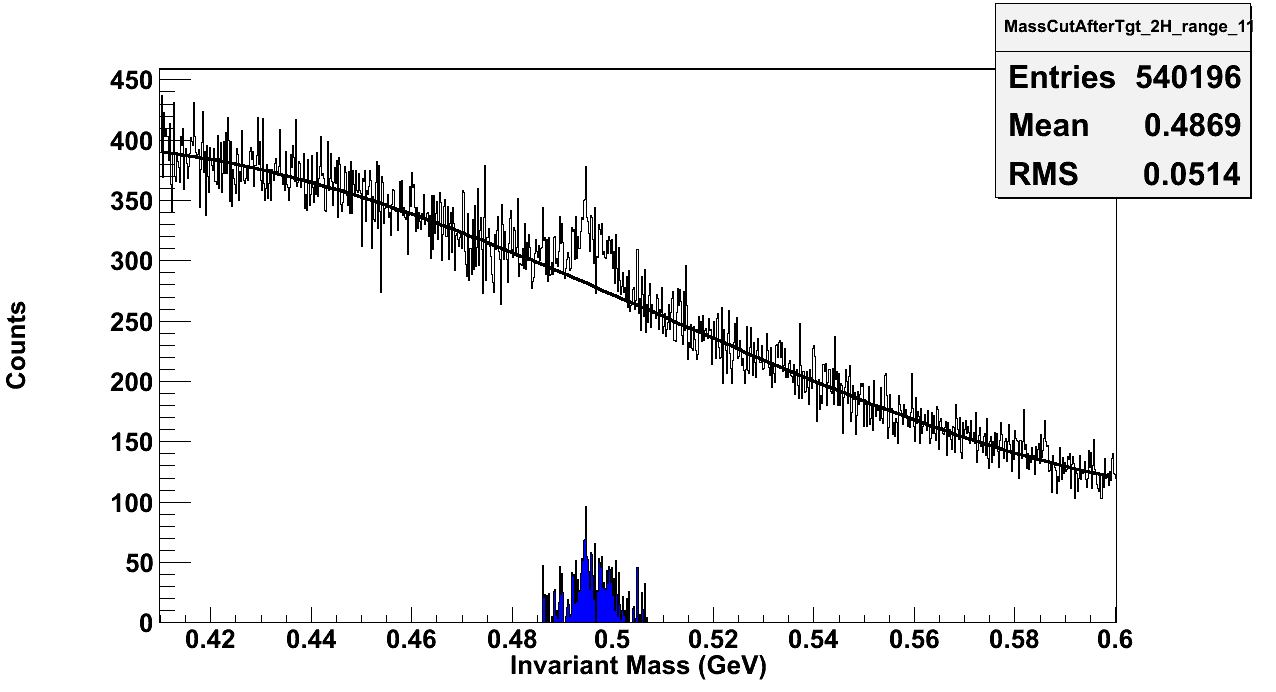 MassCutAfterTgt_2H_range_11
Entries 540196
Mean 0.4869
RMS 0.0514
450
400
350
300
250
200
150
100
50
0
Counts
0.42 0.44 0.46 0.48 0.5 0.52 0.54 0.56 0.58 0.6
Invariant Mass (GeV)